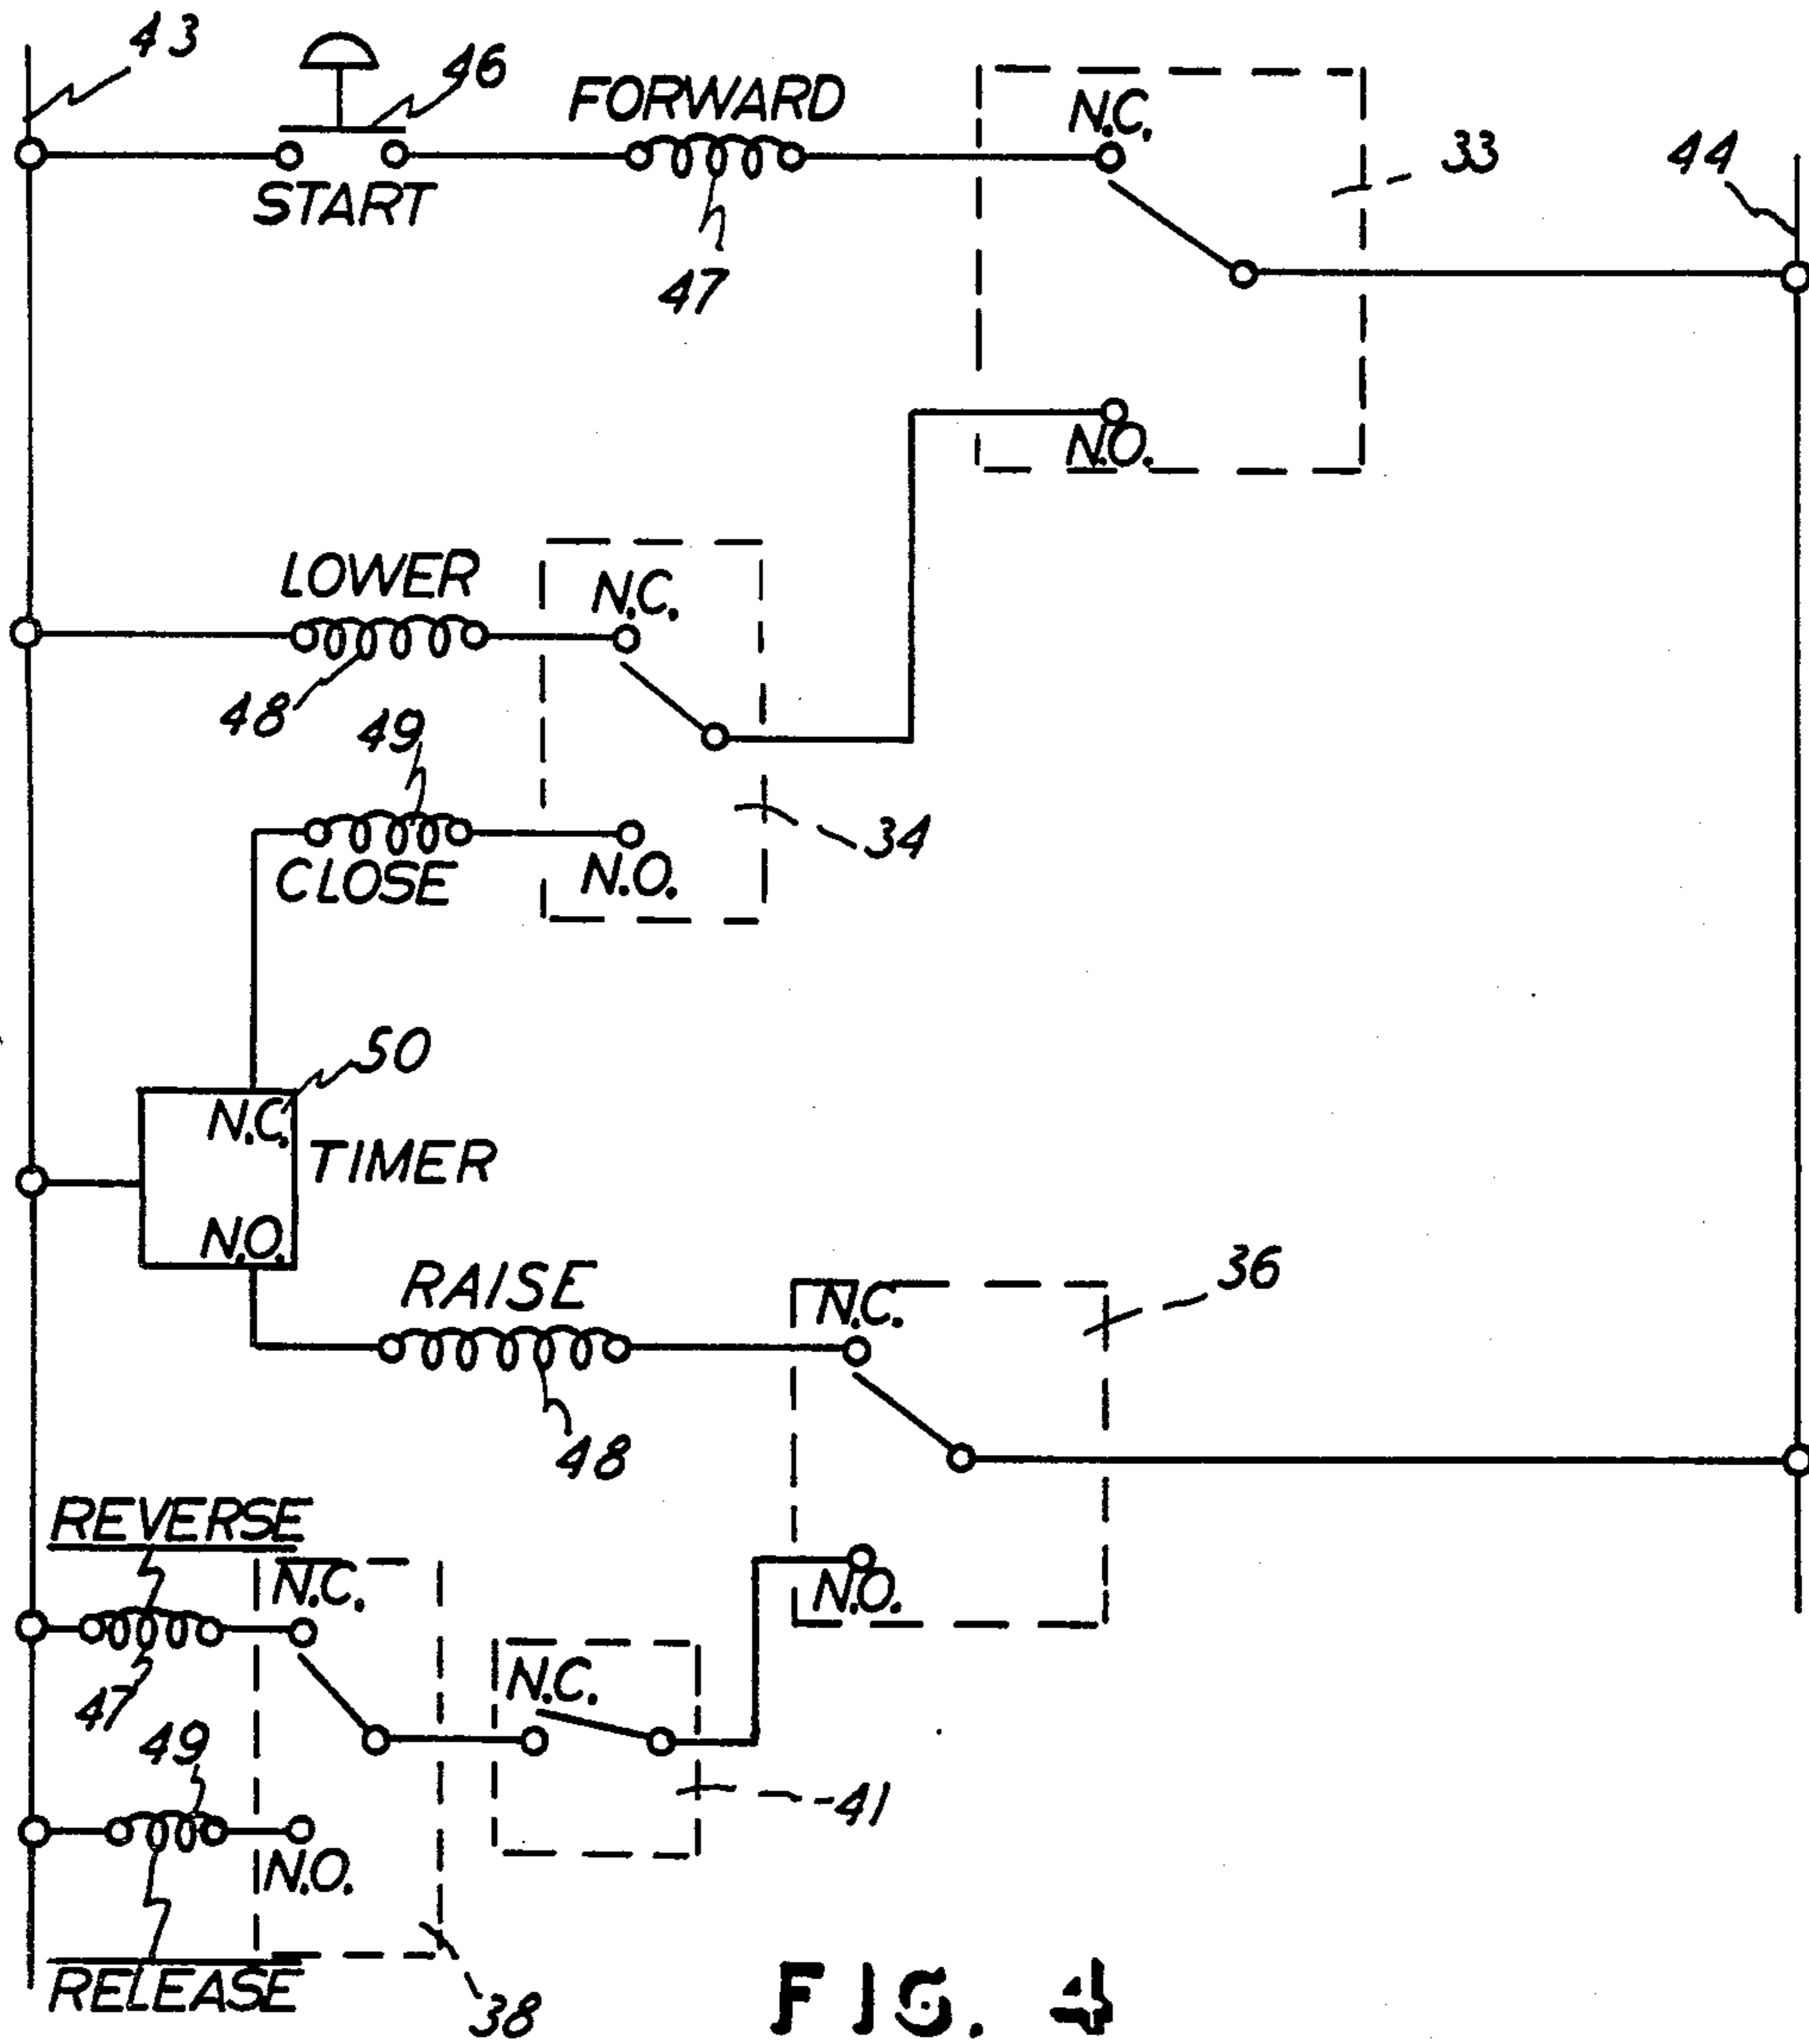 43
46
FORWARD
N.C.
33
44
START
47
N.O.
LOWER
N.C.
48
49
34
CLOSE
N.O.
50
N.C.
TIMER
N.O.
RAISE
N.C.
36
48
REVERSE
N.C.
N.O.
N.C.
47
49
41
N.O.
RELEASE
38
FIG. 4